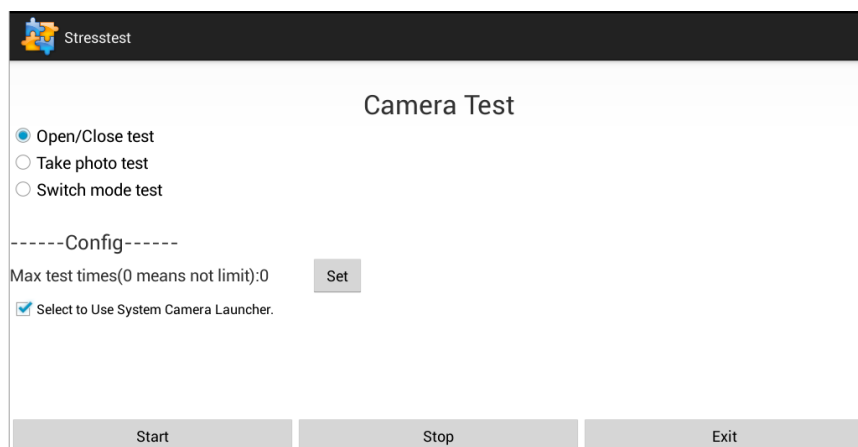 Stresstest
Camera Test
Open/Close test
Take photo test
Switch mode test
------Config------
Max test times(0 means not limit):0 Set
Select to Use System Camera Launcher.
Start Stop Exit